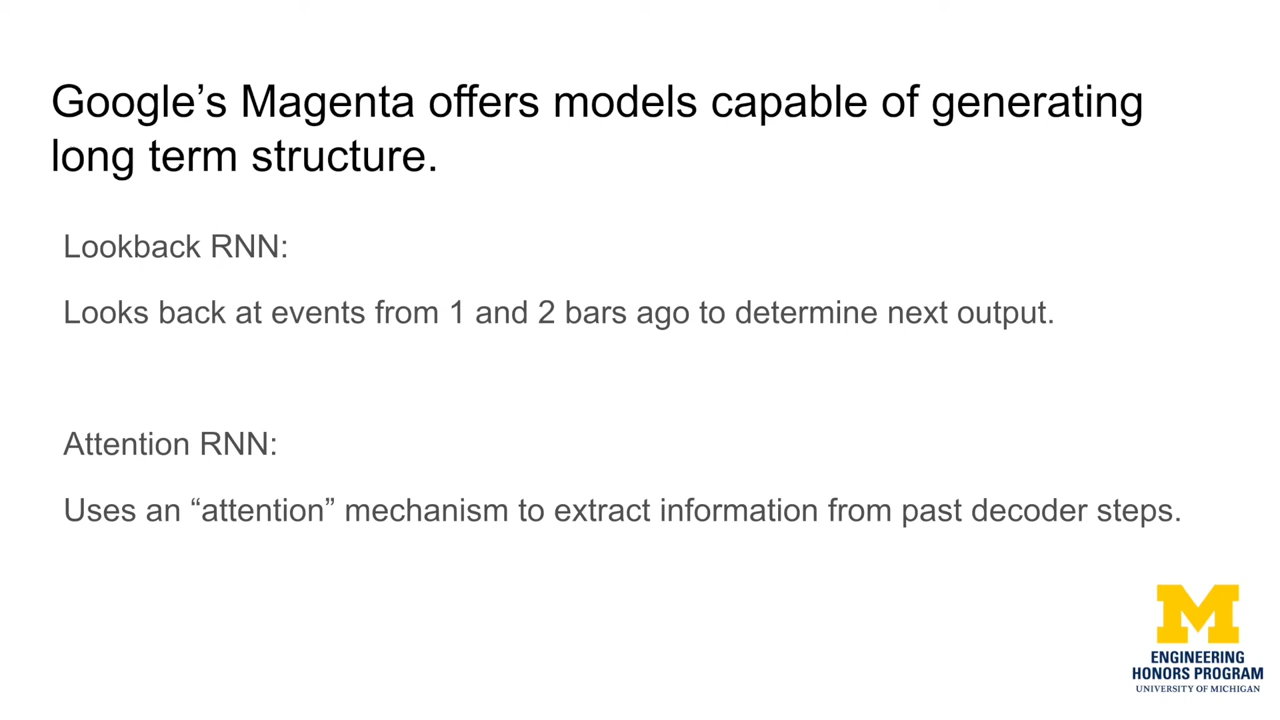 Google’s Magenta offers models capable of generating
long term structure.
Lookback RNN:
Looks back at events from 1 and 2 bars ago to determine next output.
Attention RNN:
Uses an “attention” mechanism to extract information from past decoder steps.
M
ENGINEERING
HONORS PROGRAM
UNIVERSITY OF MICHIGAN